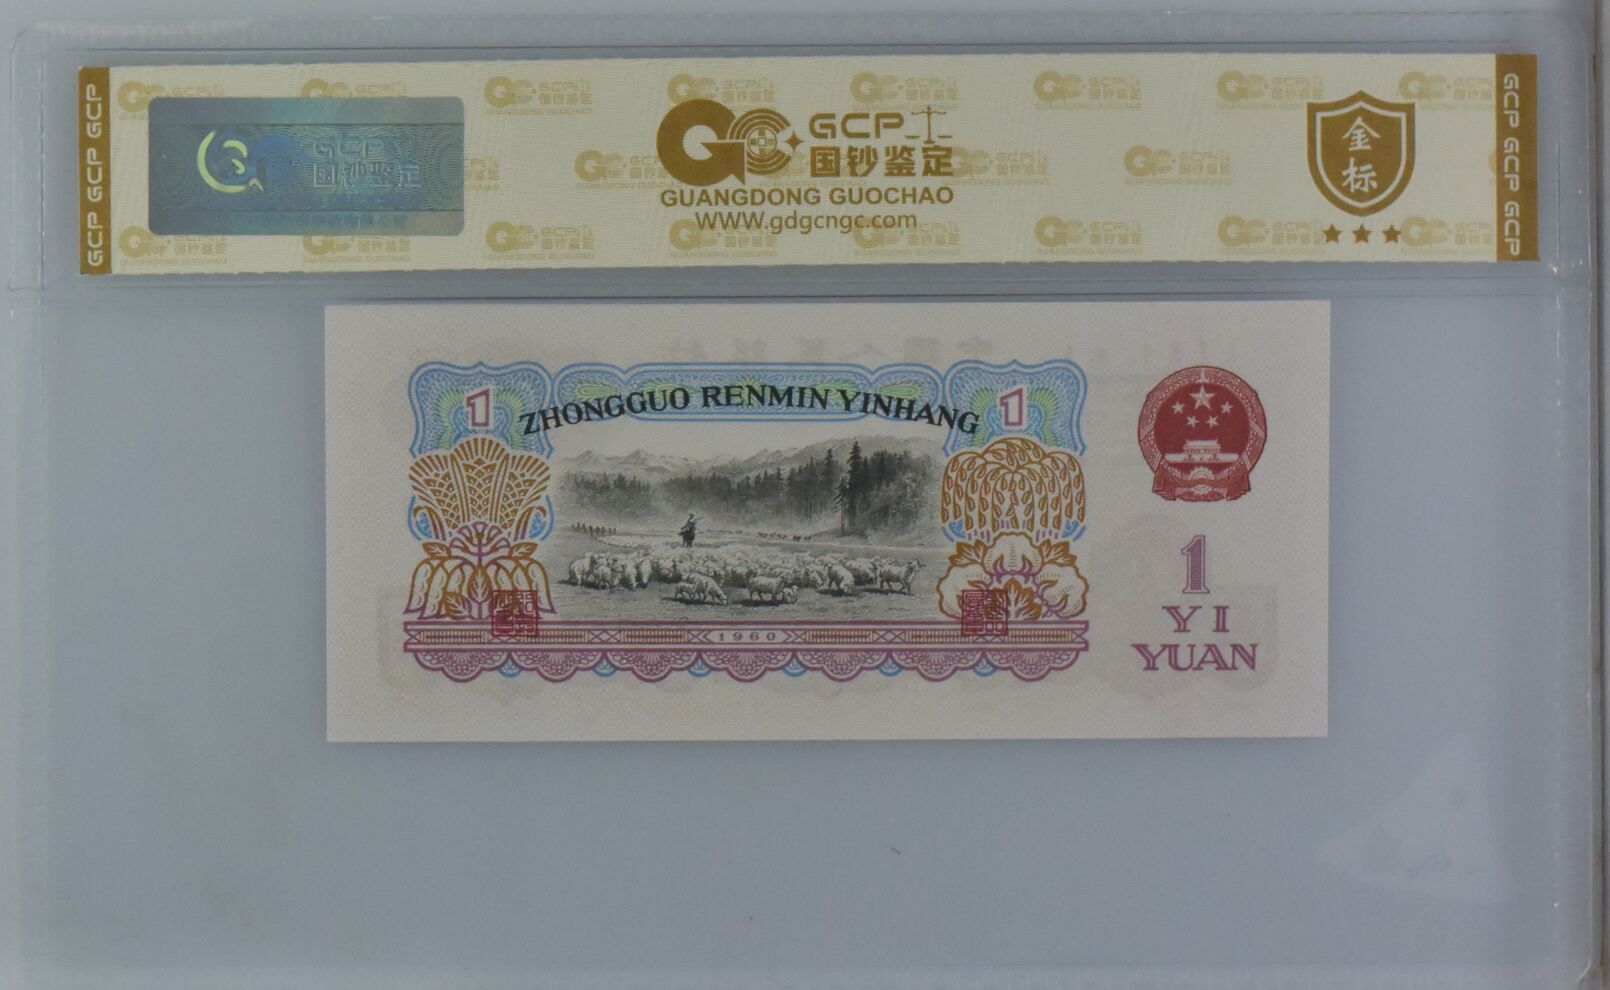 GCP GCP GCP
GCP
国钞鉴定
GCP
国钞鉴定
GUANGDONG GUOCHAO
WWW.gdgcngc.com
金
标
GCP GCP GCP
1
ZHONGGUO RENMIN YINHANG
1
1960
1
YI
YUAN